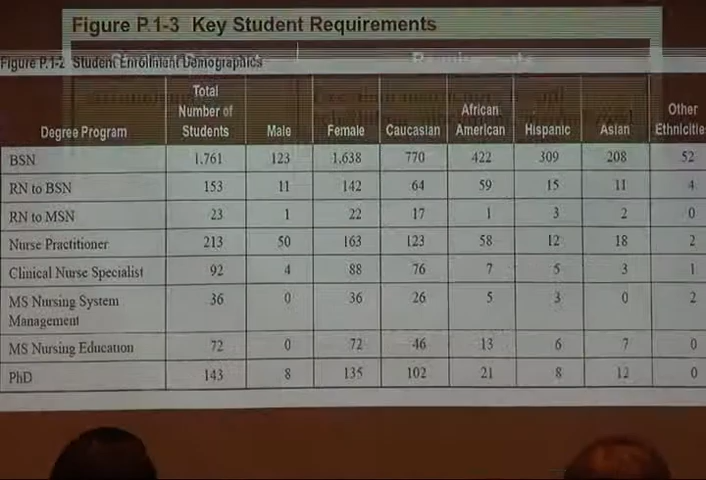 Figure P.1-3 Key Student Requirements
Figure P.1-2 Student Enrollment Demographics
Degree Program Total Number of Students Male Female Caucasian African American Hispanic Asian Other Ethnicitie
BSN 1,761 123 1,638 770 422 309 208 52
RN to BSN 153 11 142 64 59 15 11 4
RN to MSN 23 1 22 17 1 3 2 0
Nurse Practitioner 213 50 163 123 58 12 18 2
Clinical Nurse Specialist 92 4 88 76 7 5 3 1
MS Nursing System Management 36 0 36 26 5 3 0 2
MS Nursing Education 72 0 72 46 13 6 7 0
PhD 143 8 135 102 21 8 12 0